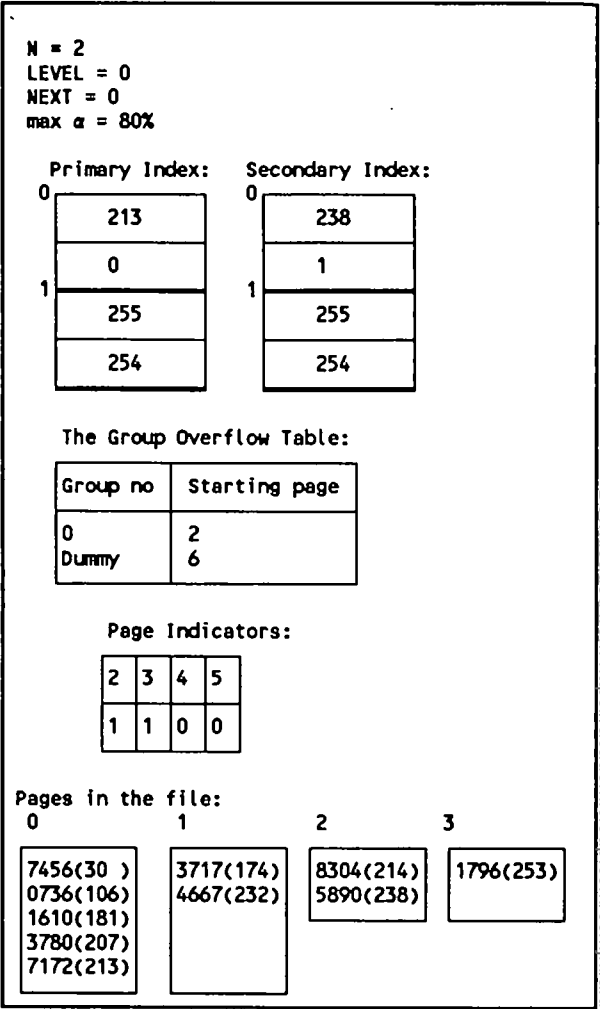 N = 2
LEVEL = 0
NEXT = 0
max α = 80%
Primary Index: Secondary Index:
0 0
213 238
0 1
1 1
255 255
254 254
The Group Overflow Table:
Group no Starting page
0 2
Dummy 6
Page Indicators:
2 3 4 5
1 1 0 0
Pages in the file:
0 1 2 3
7456(30 ) 3717(174) 8304(214) 1796(253)
0736(106) 4667(232) 5890(238)
1610(181)
3780(207)
7172(213)